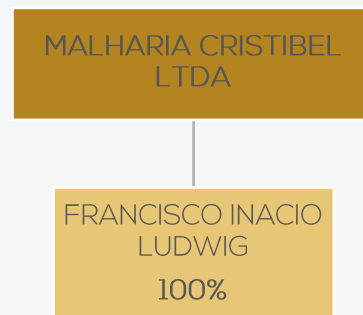 MALHARIA CRISTIBEL
LTDA
FRANCISCO INACIO
LUDWIG
100%